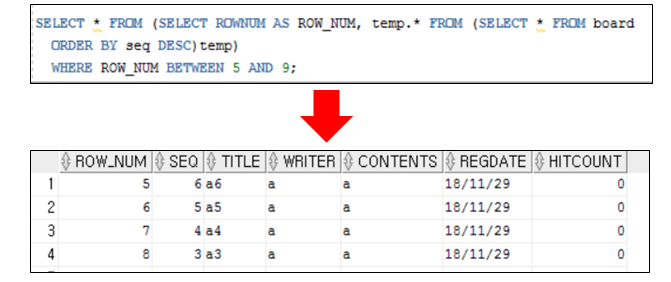 SELECT * FROM (SELECT ROWNUM AS ROW_NUM, temp.* FROM (SELECT * FROM board
ORDER BY seq DESC)temp)
WHERE ROW_NUM BETWEEN 5 AND 9;
ROW_NUM SEQ TITLE WRITER CONTENTS REGDATE HITCOUNT
1 5 6 a6 a a 18/11/29 0
2 6 5 a5 a a 18/11/29 0
3 7 4 a4 a a 18/11/29 0
4 8 3 a3 a a 18/11/29 0